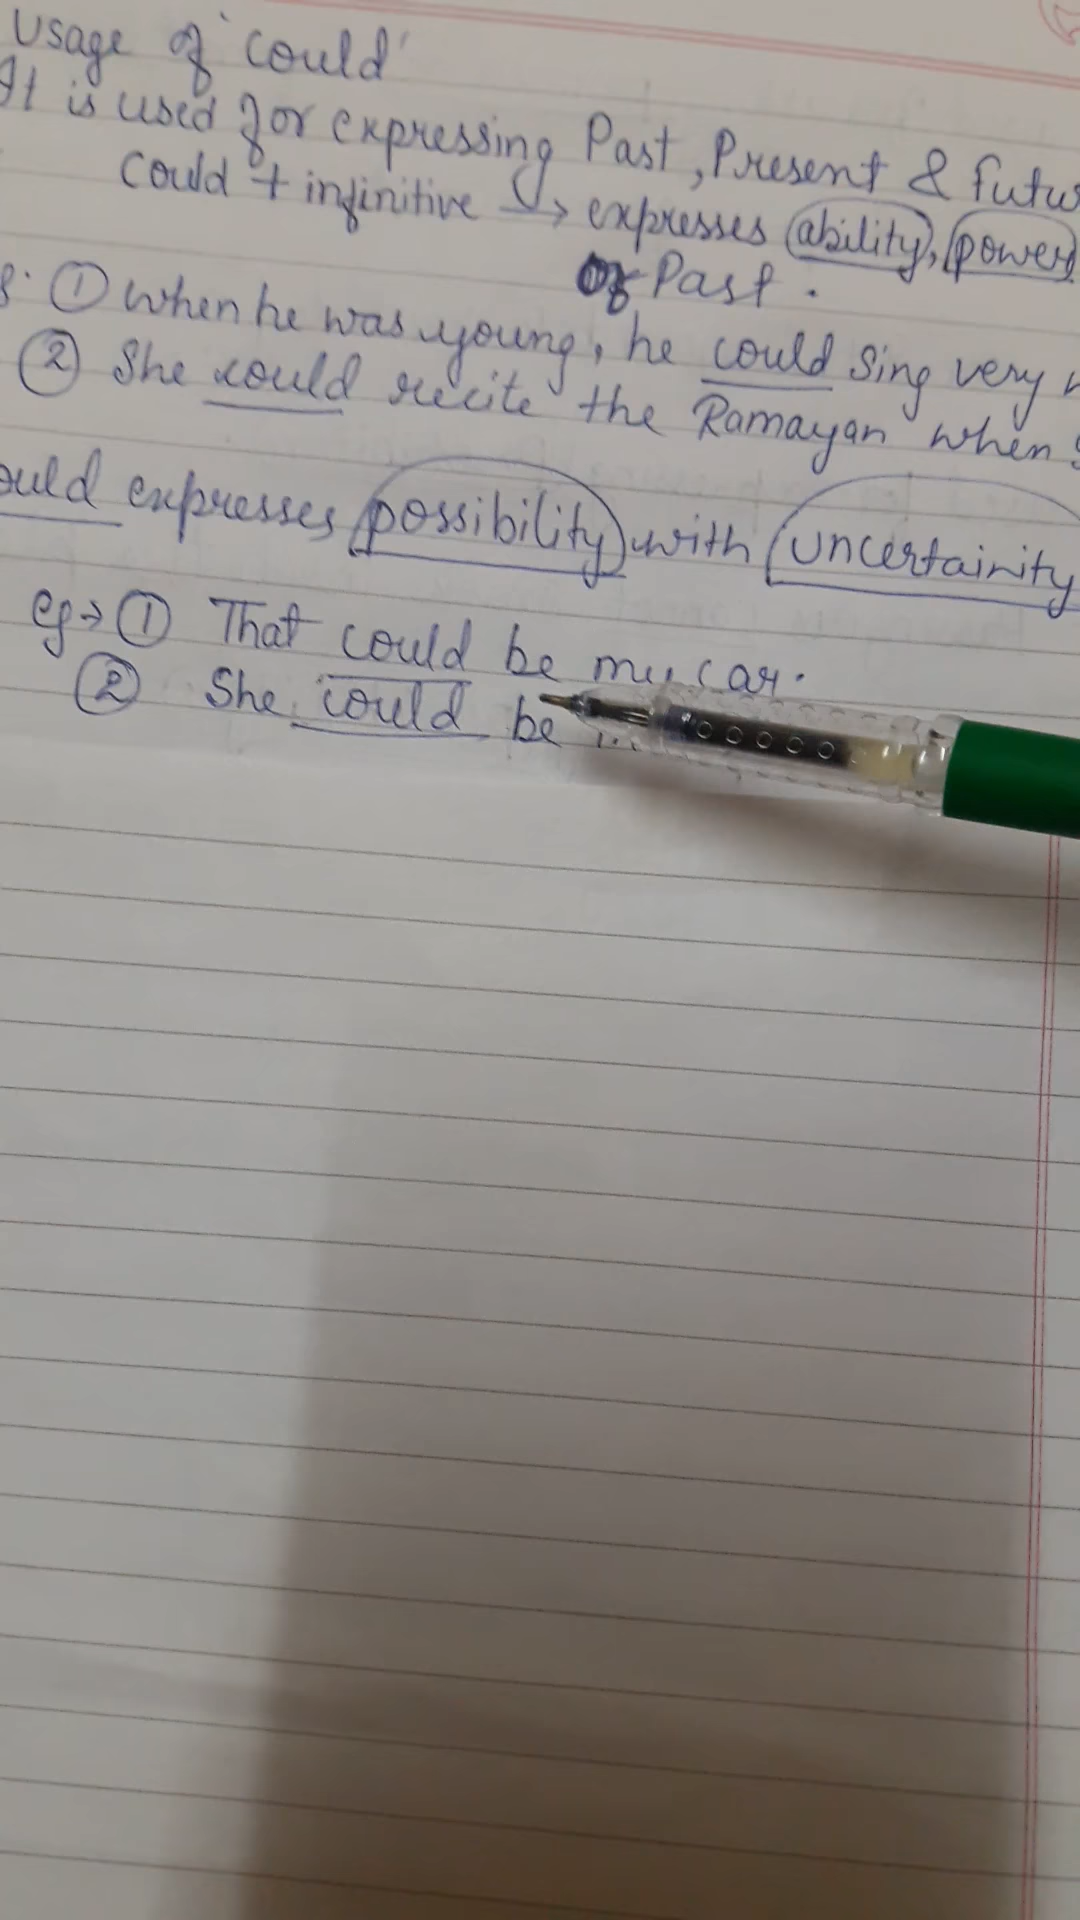 Usage of 'Could'
It is used for expressing Past, Present & Futu
Could + infinitive → expresses ability, power
of Past.
① When he was young, he could sing very
② She could recite the Ramayan when
ould expresses possibility with uncertainity
eg → ① That could be my car.
② She could be